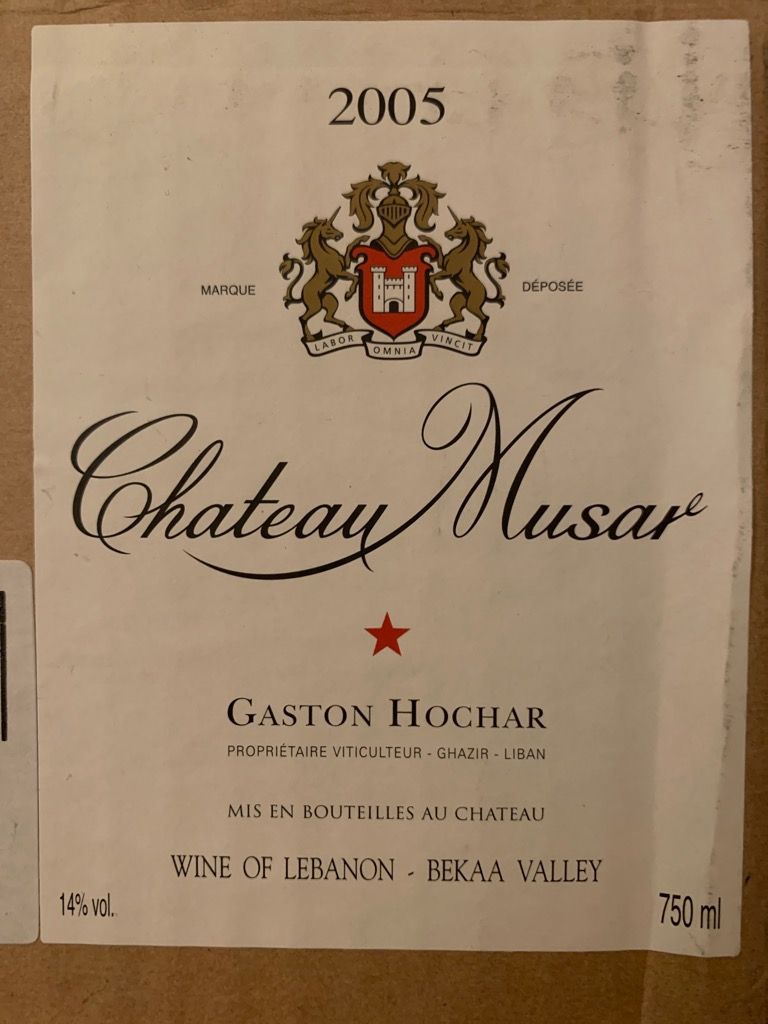 2005
MARQUE DÉPOSÉE
LABOR OMNIA VINCIT
Chateau Musar
GASTON HOCHAR
PROPRIÉTAIRE VITICULTEUR - GHAZIR - LIBAN
MIS EN BOUTEILLES AU CHATEAU
WINE OF LEBANON - BEKAA VALLEY
14% vol. 750 ml